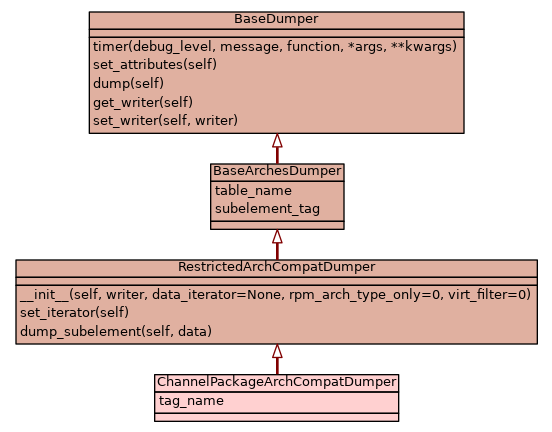 BaseDumper
timer(debug_level, message, function, *args, **kwargs)
set_attributes(self)
dump(self)
get_writer(self)
set_writer(self, writer)
BaseArchesDumper
table_name
subelement_tag
RestrictedArchCompatDumper
__init__(self, writer, data_iterator=None, rpm_arch_type_only=0, virt_filter=0)
set_iterator(self)
dump_subelement(self, data)
ChannelPackageArchCompatDumper
tag_name